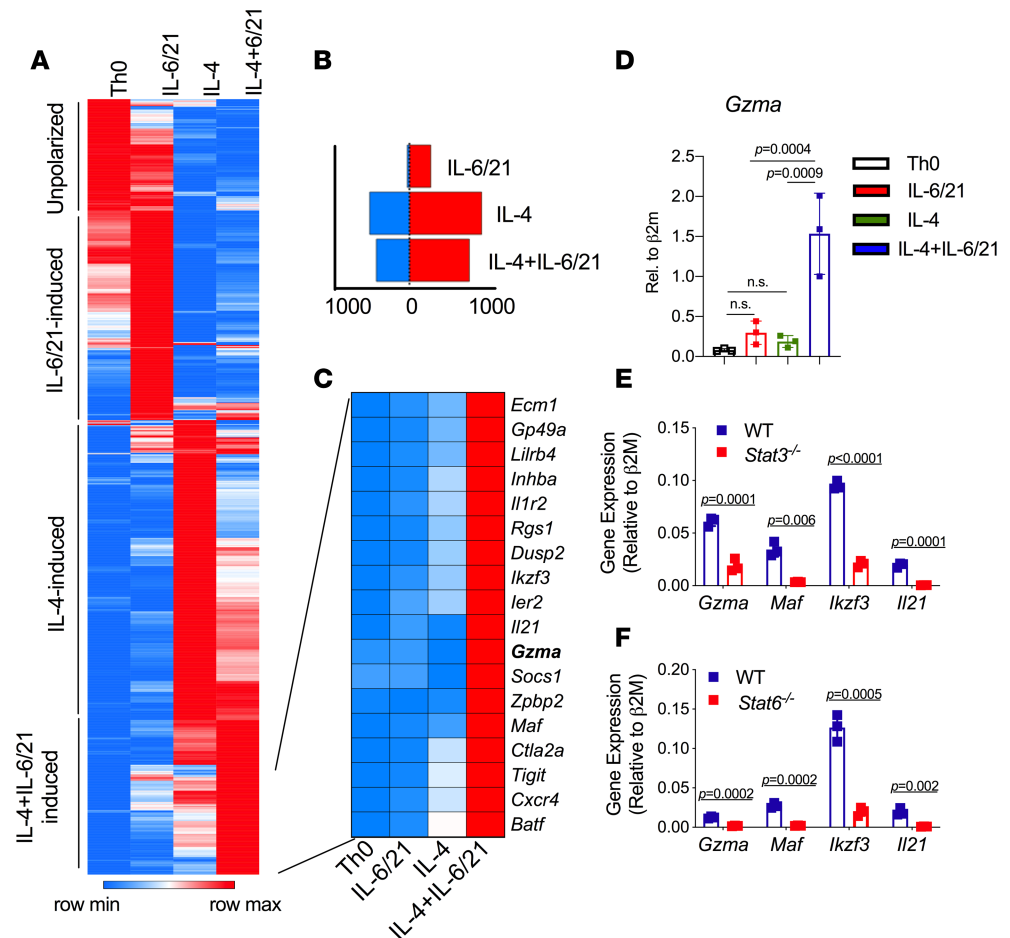 A
Th0
IL-6/21
IL-4
IL-4+6/21
Unpolarized
IL-6/21-induced
IL-4-induced
IL-4+IL-6/21
induced
row min
row max
B
IL-6/21
IL-4
IL-4+IL-6/21
1000
0
1000
C
Ecm1
Gp49a
Lilrb4
Inhba
Il1r2
Rgs1
Dusp2
Ikzf3
Ier2
Il21
Gzma
Socs1
Zpbp2
Maf
Ctla2a
Tigit
Cxcr4
Batf
Th0
IL-6/21
IL-4
IL-4+IL-6/21
D
Gzma
p=0.0004
p=0.0009
n.s.
n.s.
Rel. to β2m
2.5
2.0
1.5
1.0
0.5
0.0
Th0
IL-6/21
IL-4
IL-4+IL-6/21
E
Gene Expression
(Relative to β2M)
0.15
0.10
0.05
0.00
WT
Stat3-/-
p=0.0001
p=0.006
p<0.0001
p=0.0001
Gzma
Maf
Ikzf3
Il21
F
Gene Expression
(Relative to β2M)
0.20
0.15
0.10
0.05
0.00
WT
Stat6-/-
p=0.0002
p=0.0002
p=0.0005
p=0.002
Gzma
Maf
Ikzf3
Il21